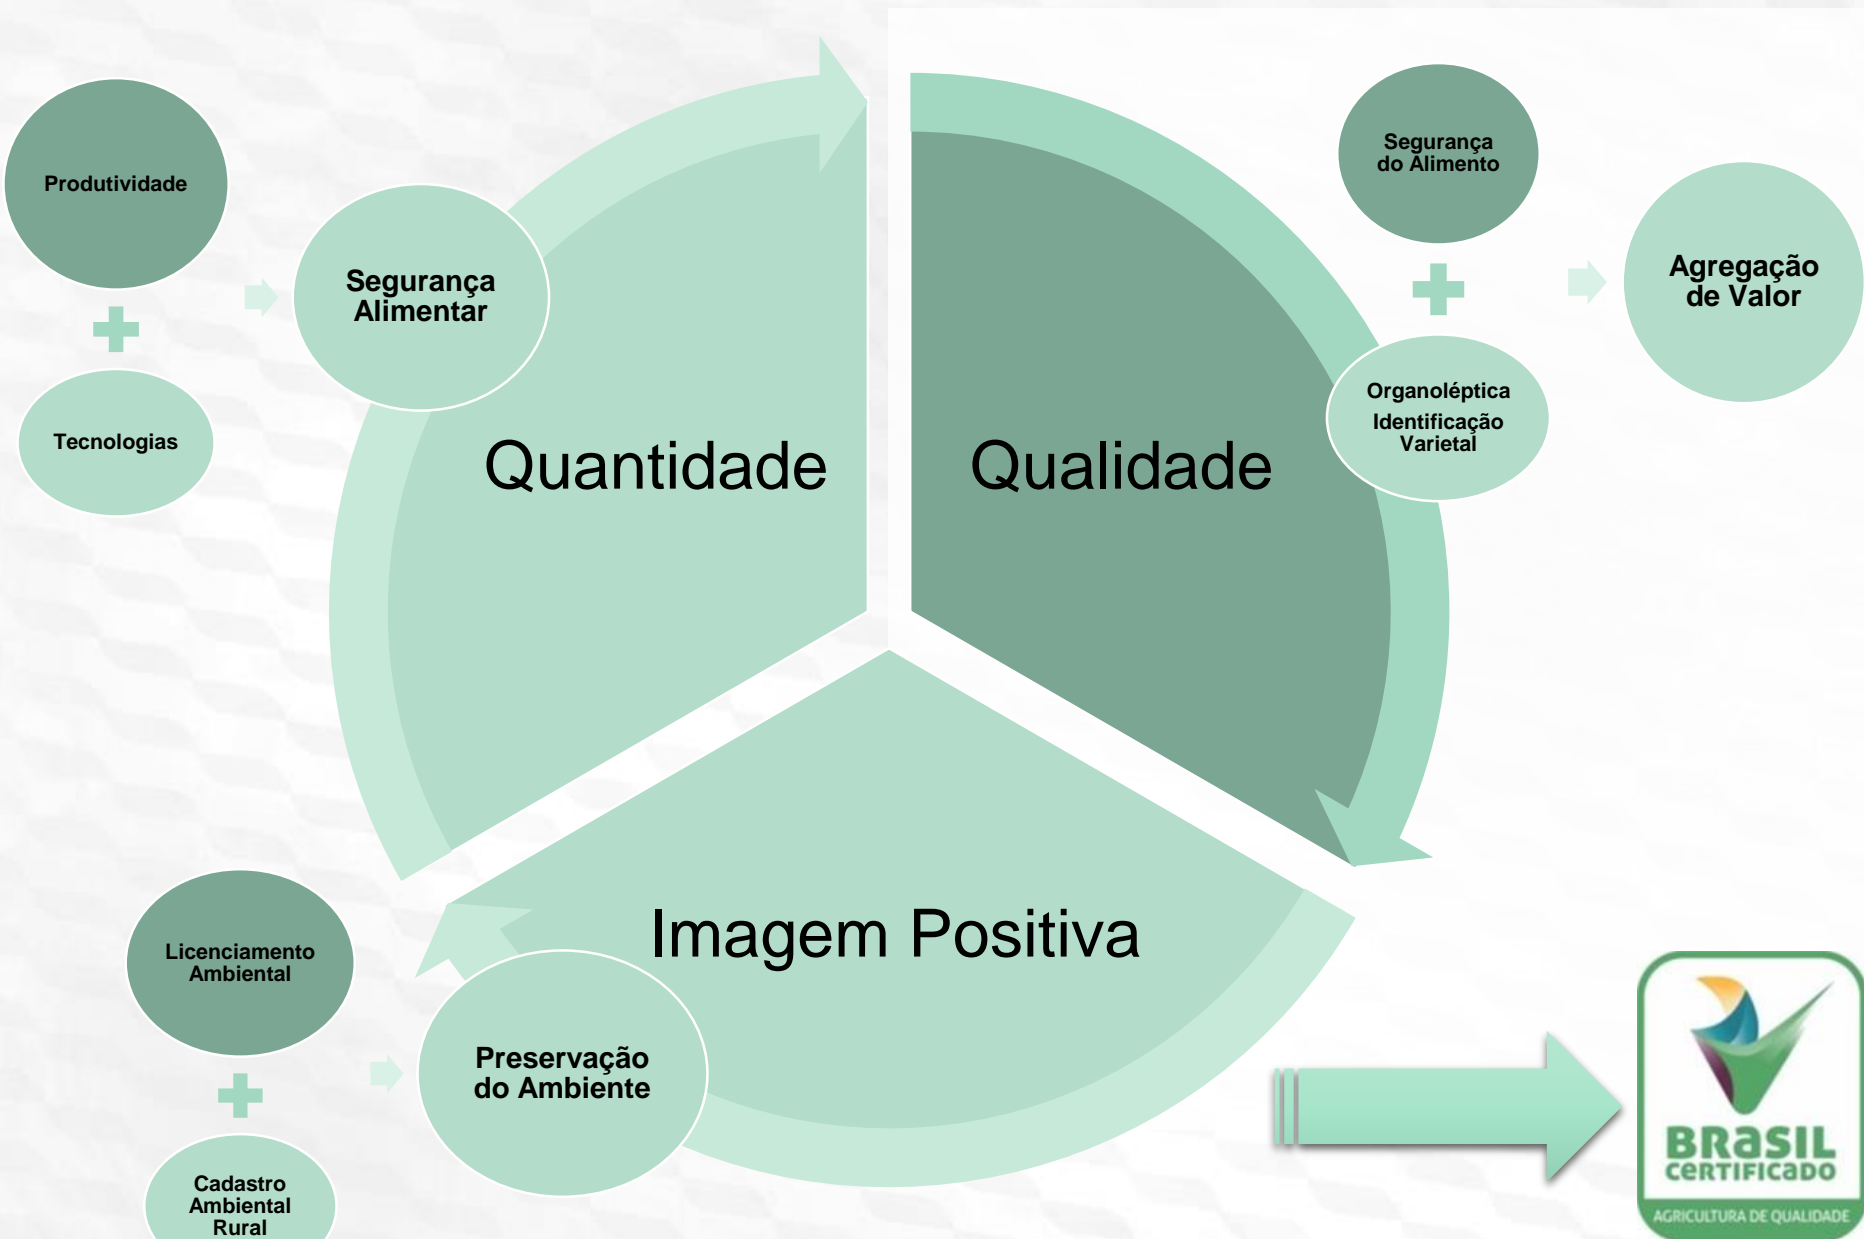 Produtividade
Tecnologias
Segurança
Alimentar
Quantidade
Qualidade
Segurança
do Alimento
Organoléptica
Identificação
Varietal
Agregação
de Valor
Imagem Positiva
Licenciamento
Ambiental
Cadastro
Ambiental
Rural
Preservação
do Ambiente
BRASIL
CERTIFICADO
AGRICULTURA DE QUALIDADE